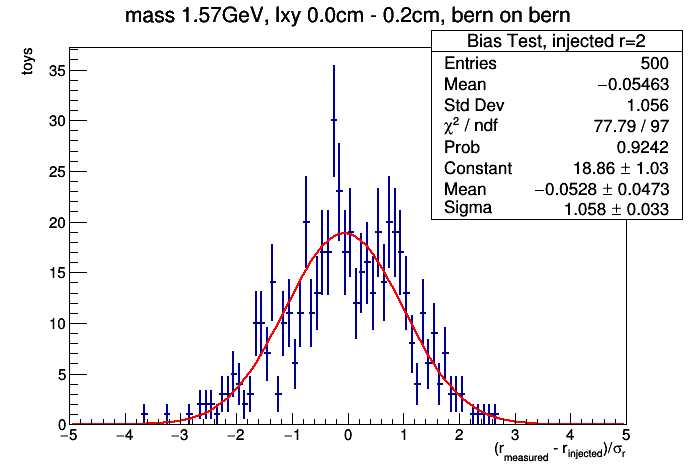 mass 1.57GeV, lxy 0.0cm - 0.2cm, bern on bern
Bias Test, injected r=2
Entries 500
Mean −0.05463
Std Dev 1.056
χ² / ndf 77.79 / 97
Prob 0.9242
Constant 18.86 ± 1.03
Mean −0.0528 ± 0.0473
Sigma 1.058 ± 0.033
toys
35
30
25
20
15
10
5
0
−5 −4 −3 −2 −1 0 1 2 3 4 5
(r_measured - r_injected)/σ_r